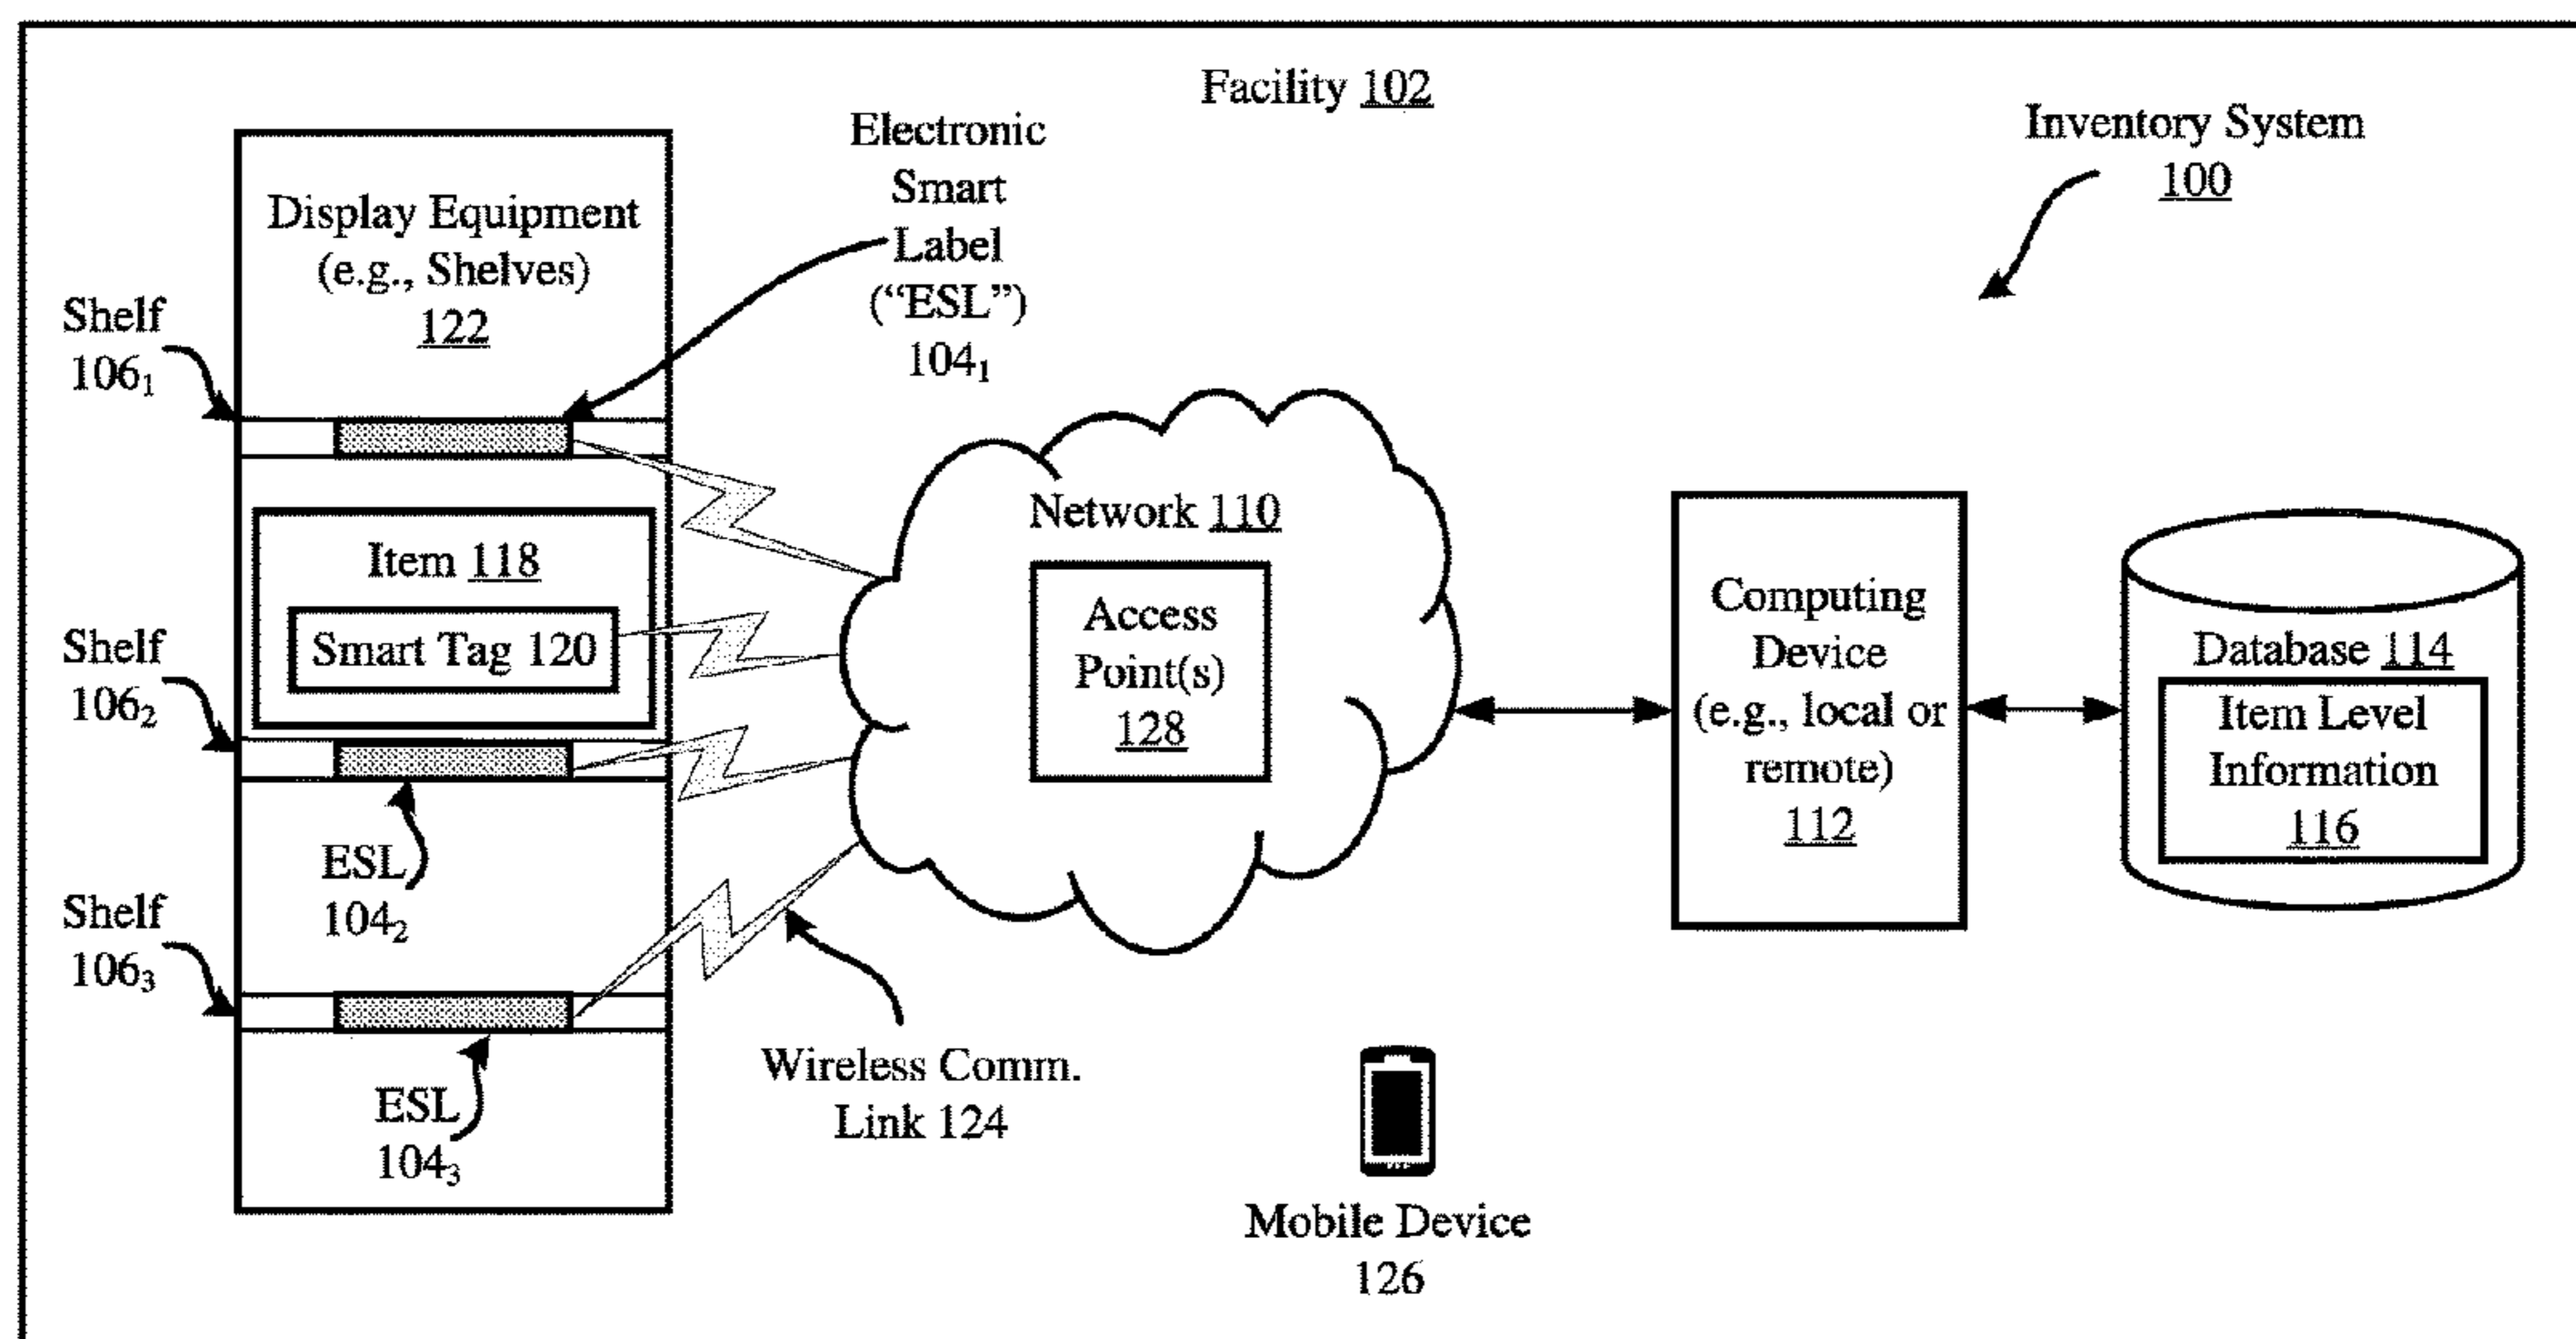 Facility 102
Inventory System
100
Electronic
Smart
Label
(“ESL”)
104₁
Display Equipment
(e.g., Shelves)
122
Shelf
106₁
Item 118
Smart Tag 120
Shelf
106₂
ESL
104₂
Shelf
106₃
ESL
104₃
Network 110
Access
Point(s)
128
Wireless Comm.
Link 124
Computing
Device
(e.g., local or
remote)
112
Database 114
Item Level
Information
116
Mobile Device
126